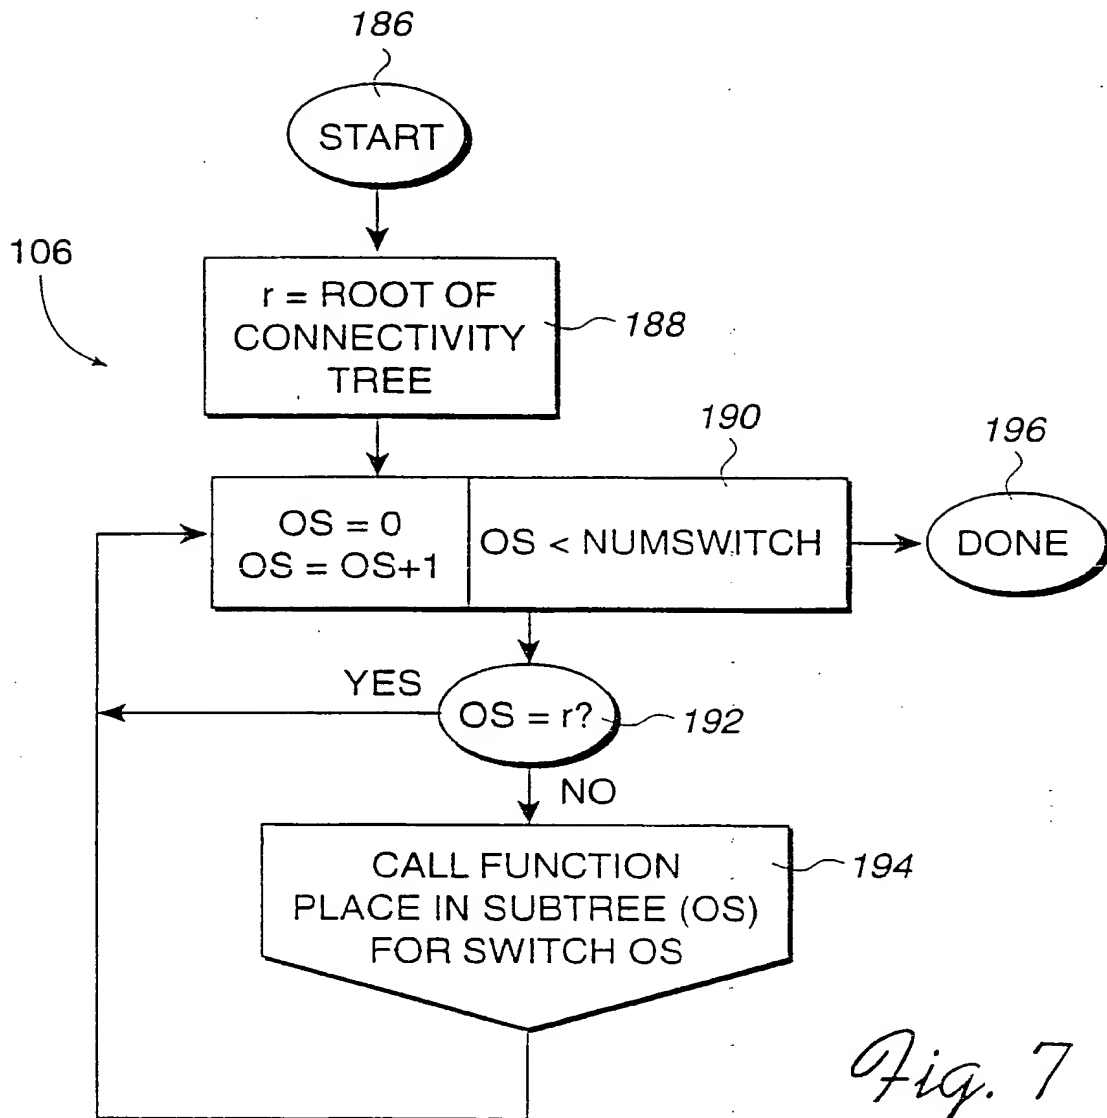 186
START
106
r = ROOT OF
CONNECTIVITY
TREE
188
190
196
OS = 0
OS = OS+1
OS < NUMSWITCH
DONE
YES
OS = r?
192
NO
CALL FUNCTION
PLACE IN SUBTREE (OS)
FOR SWITCH OS
194
Fig. 7